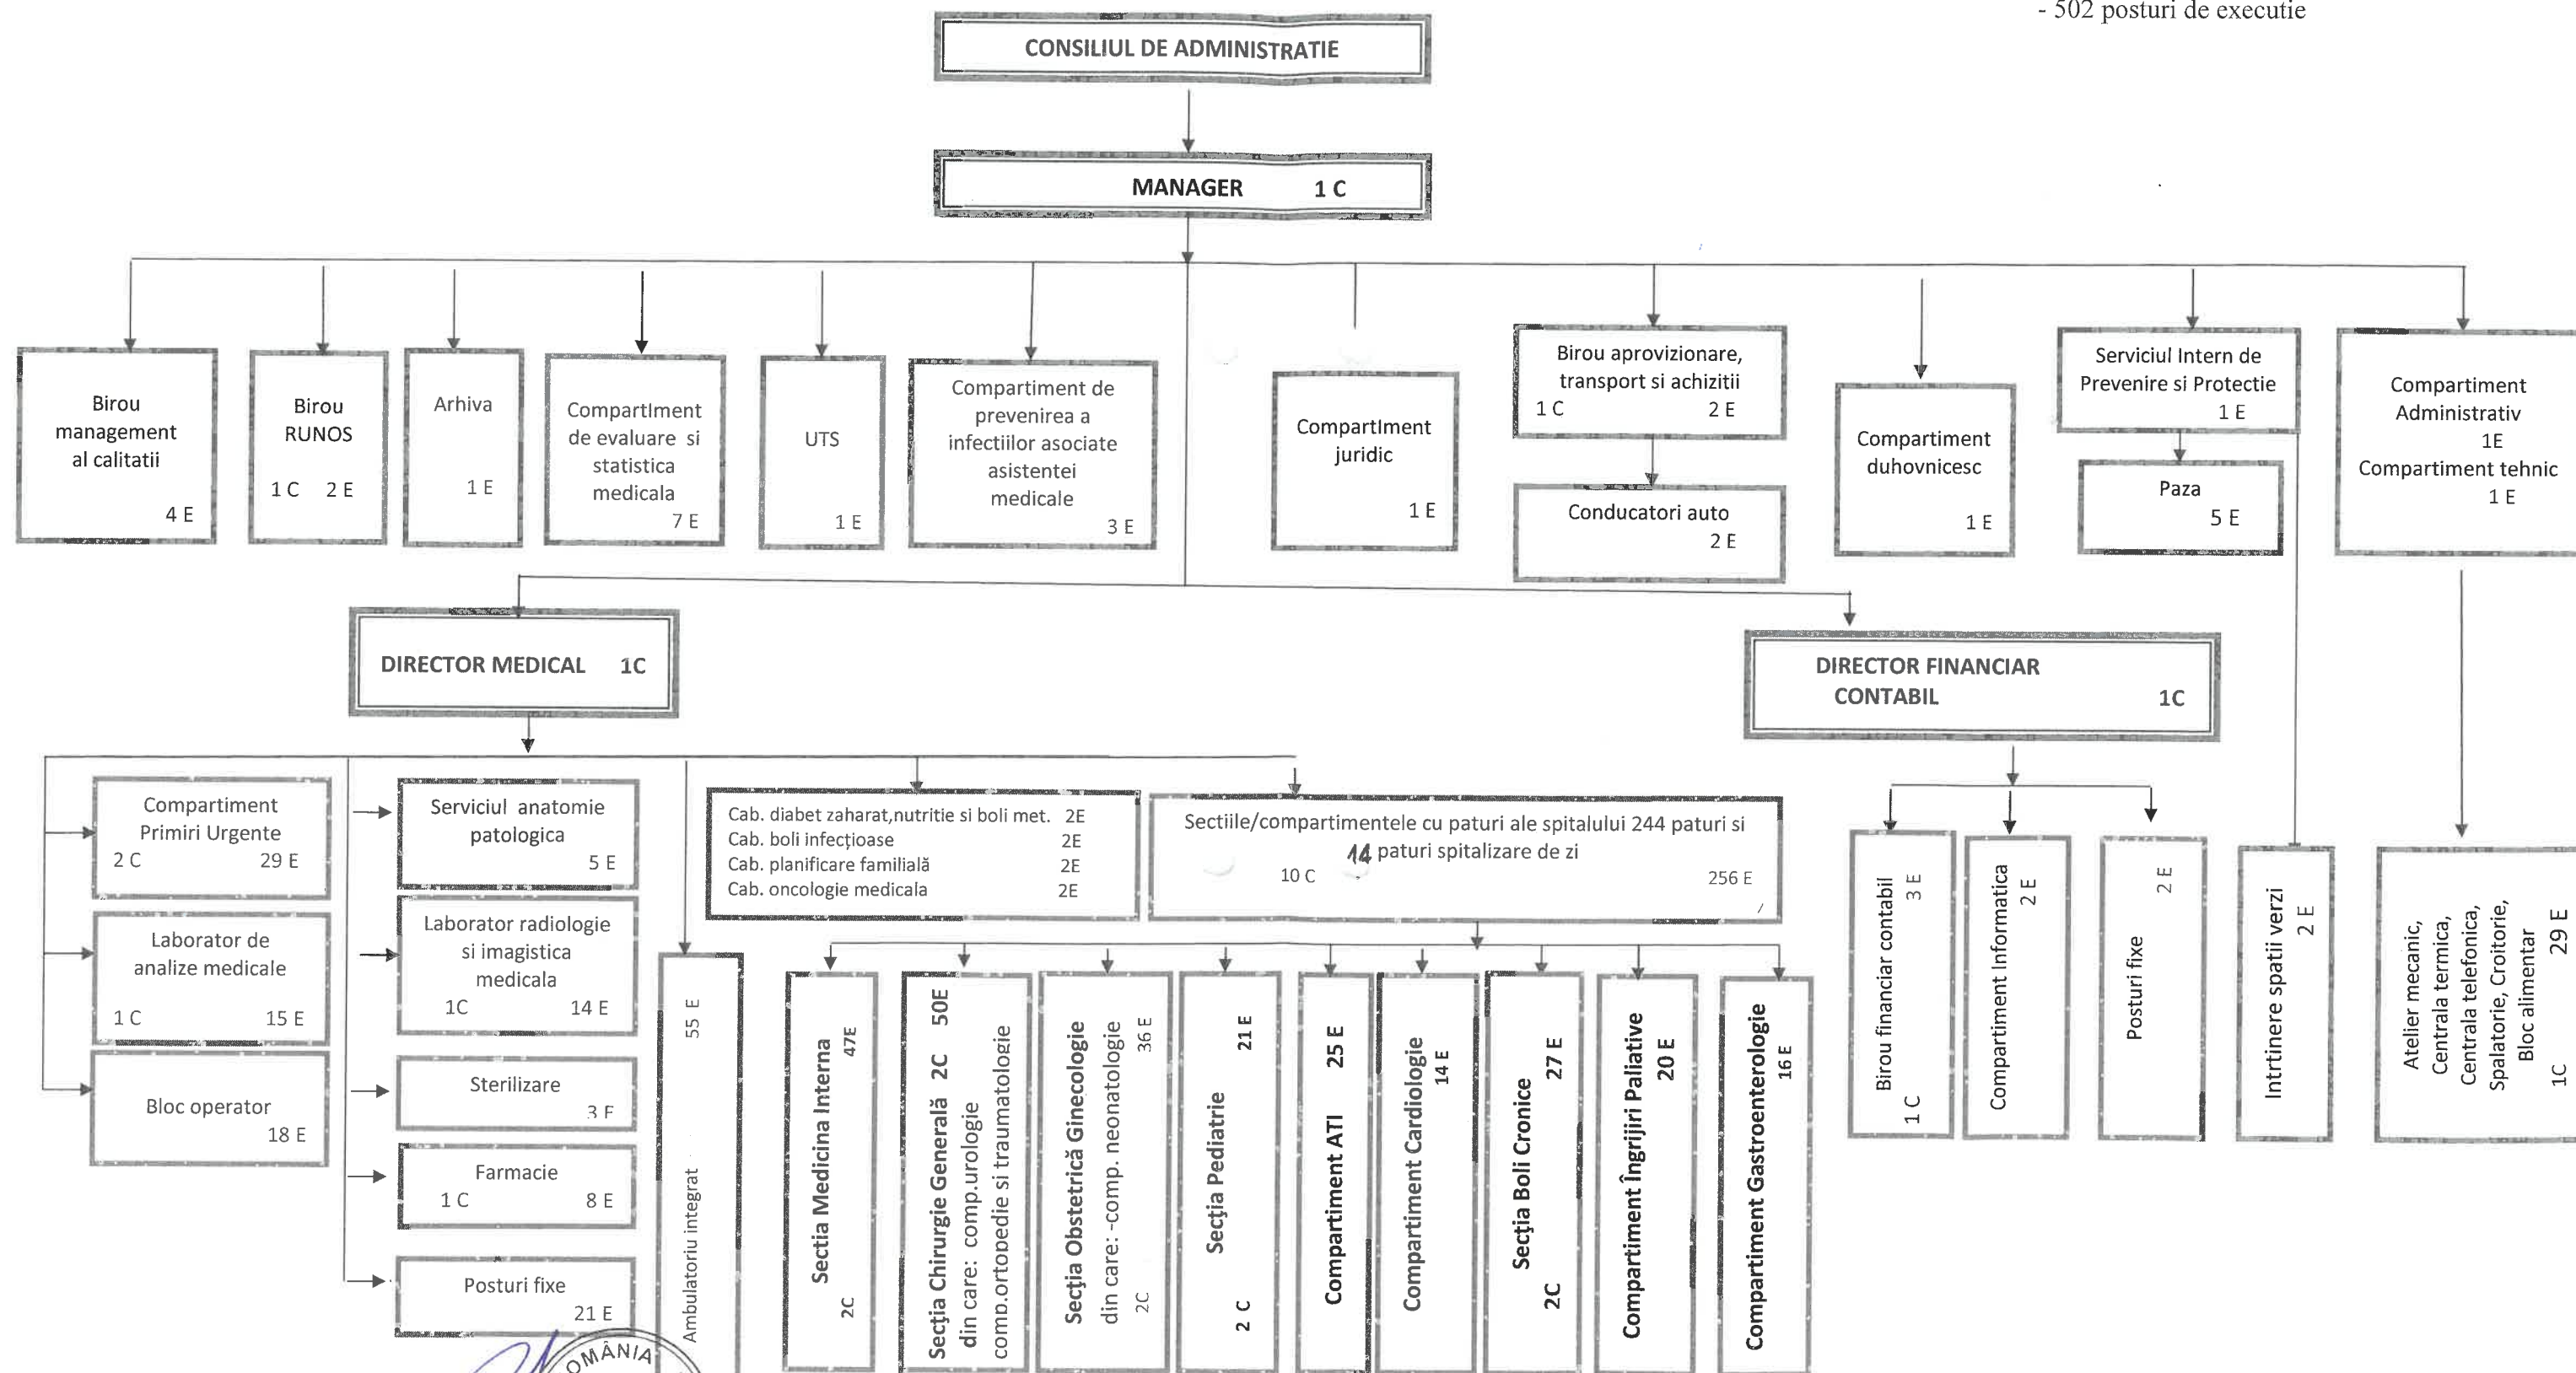 - 502 posturi de executie
CONSILIUL DE ADMINISTRATIE
MANAGER 1 C
Birou
management
al calitatii
4 E
Birou
RUNOS
1 C 2 E
Arhiva
1 E
Compartiment
de evaluare si
statistica
medicala
7 E
UTS
1 E
Compartiment de
prevenirea a
infectiilor asociate
asistentei
medicale
3 E
Compartiment
juridic
1 E
Birou aprovizionare,
transport si achizitii
1 C 2 E
Conducatori auto
2 E
Compartiment
duhovnicesc
1 E
Serviciul Intern de
Prevenire si Protectie
1 E
Paza
5 E
Compartiment
Administrativ
1E
Compartiment tehnic
1 E
DIRECTOR MEDICAL 1C
DIRECTOR FINANCIAR
CONTABIL 1C
Compartiment
Primiri Urgente
2 C 29 E
Laborator de
analize medicale
1 C 15 E
Bloc operator
18 E
Serviciul anatomie
patologica
5 E
Laborator radiologie
si imagistica
medicala
1C 14 E
Sterilizare
3 E
Farmacie
1 C 8 E
Posturi fixe
21 E
Ambulatoriu integrat 55 E
Cab. diabet zaharat,nutritie si boli met. 2E
Cab. boli infecțioase 2E
Cab. planificare familială 2E
Cab. oncologie medicala 2E
Sectiile/compartimentele cu paturi ale spitalului 244 paturi si
14 paturi spitalizare de zi
10 C 256 E
Sectia Medicina Interna
2C 47E
Secţia Chirurgie Generală 2C 50E
din care: comp.urologie
comp.ortopedie si traumatologie
Secţia Obstetrică Ginecologie
din care: -comp. neonatologie
2C 36 E
Secţia Pediatrie
2 C 21 E
Compartiment ATI 25 E
Compartiment Cardiologie
14 E
Secţia Boli Cronice
2C 27 E
Compartiment Îngrijiri Paliative
20 E
Compartiment Gastroenterologie
16 E
Birou financiar contabil
1 C 3 E
Compartiment Informatica
2 E
Posturi fixe
2 E
Intrtinere spatii verzi
2 E
Atelier mecanic,
Centrala termica,
Centrala telefonica,
Spalatorie, Croitorie,
Bloc alimentar
1C 29 E
OMÂNIA